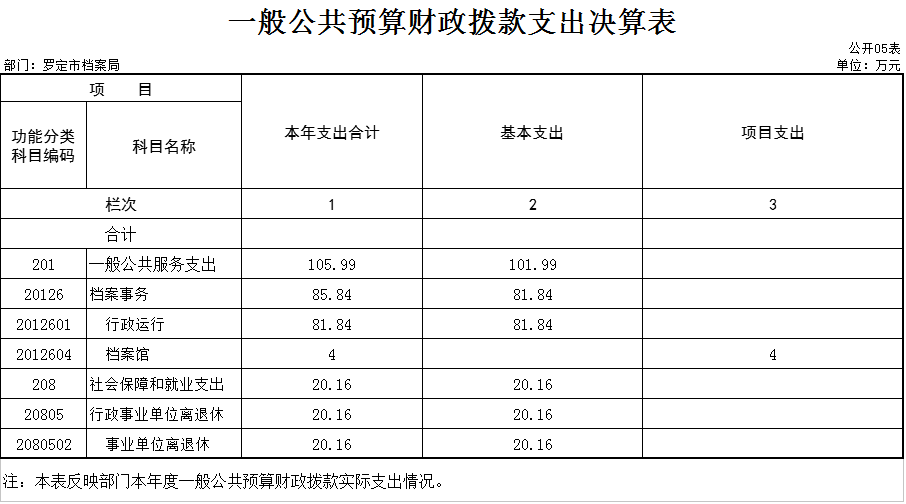 一般公共预算财政拨款支出决算表
公开05表
部门：罗定市档案局 单位：万元
项 目 本年支出合计 基本支出 项目支出
功能分类科目编码 科目名称
栏次 1 2 3
合计
201 一般公共服务支出 105.99 101.99
20126 档案事务 85.84 81.84
2012601 行政运行 81.84 81.84
2012604 档案馆 4 4
208 社会保障和就业支出 20.16 20.16
20805 行政事业单位离退休 20.16 20.16
2080502 事业单位离退休 20.16 20.16
注：本表反映部门本年度一般公共预算财政拨款实际支出情况。